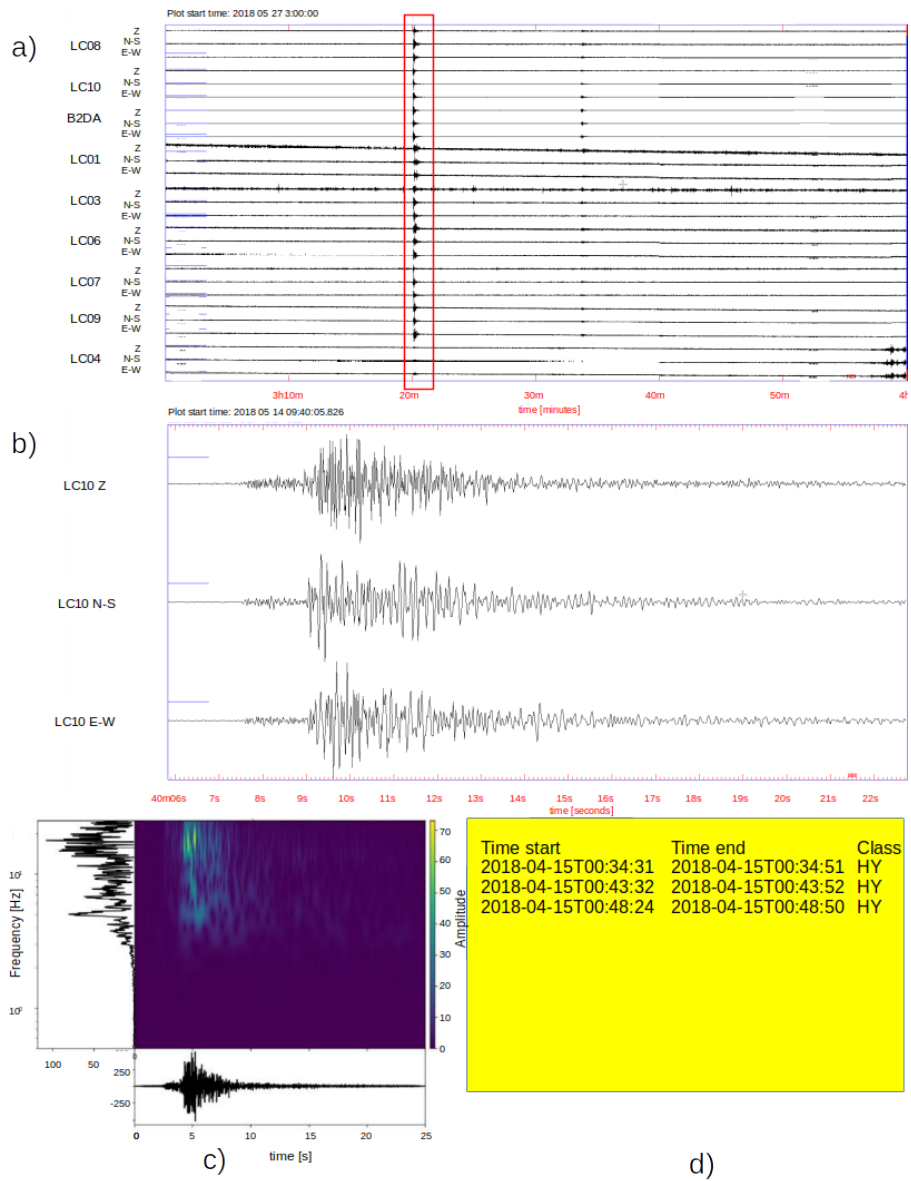 Plot start time: 2018 05 27 3:00:00
a)
LC08 Z
N-S
E-W
LC10 Z
N-S
E-W
B2DA Z
N-S
E-W
LC01 Z
N-S
E-W
LC03 Z
N-S
E-W
LC06 Z
N-S
E-W
LC07 Z
N-S
E-W
LC09 Z
N-S
E-W
LC04 Z
N-S
E-W
3h10m 20m 30m 40m 50m 4h
time [minutes]
Plot start time: 2018 05 14 09:40:05.826
b)
LC10 Z
LC10 N-S
LC10 E-W
40m06s 7s 8s 9s 10s 11s 12s 13s 14s 15s 16s 17s 18s 19s 20s 21s 22s
time [seconds]
Frequency [Hz]
10¹
10⁰
100 50 0
70
60
50
40
30
20
10
0
Amplitude
250
-250
0 5 10 15 20 25
time [s]
c)
Time start Time end Class
2018-04-15T00:34:31 2018-04-15T00:34:51 HY
2018-04-15T00:43:32 2018-04-15T00:43:52 HY
2018-04-15T00:48:24 2018-04-15T00:48:50 HY
d)